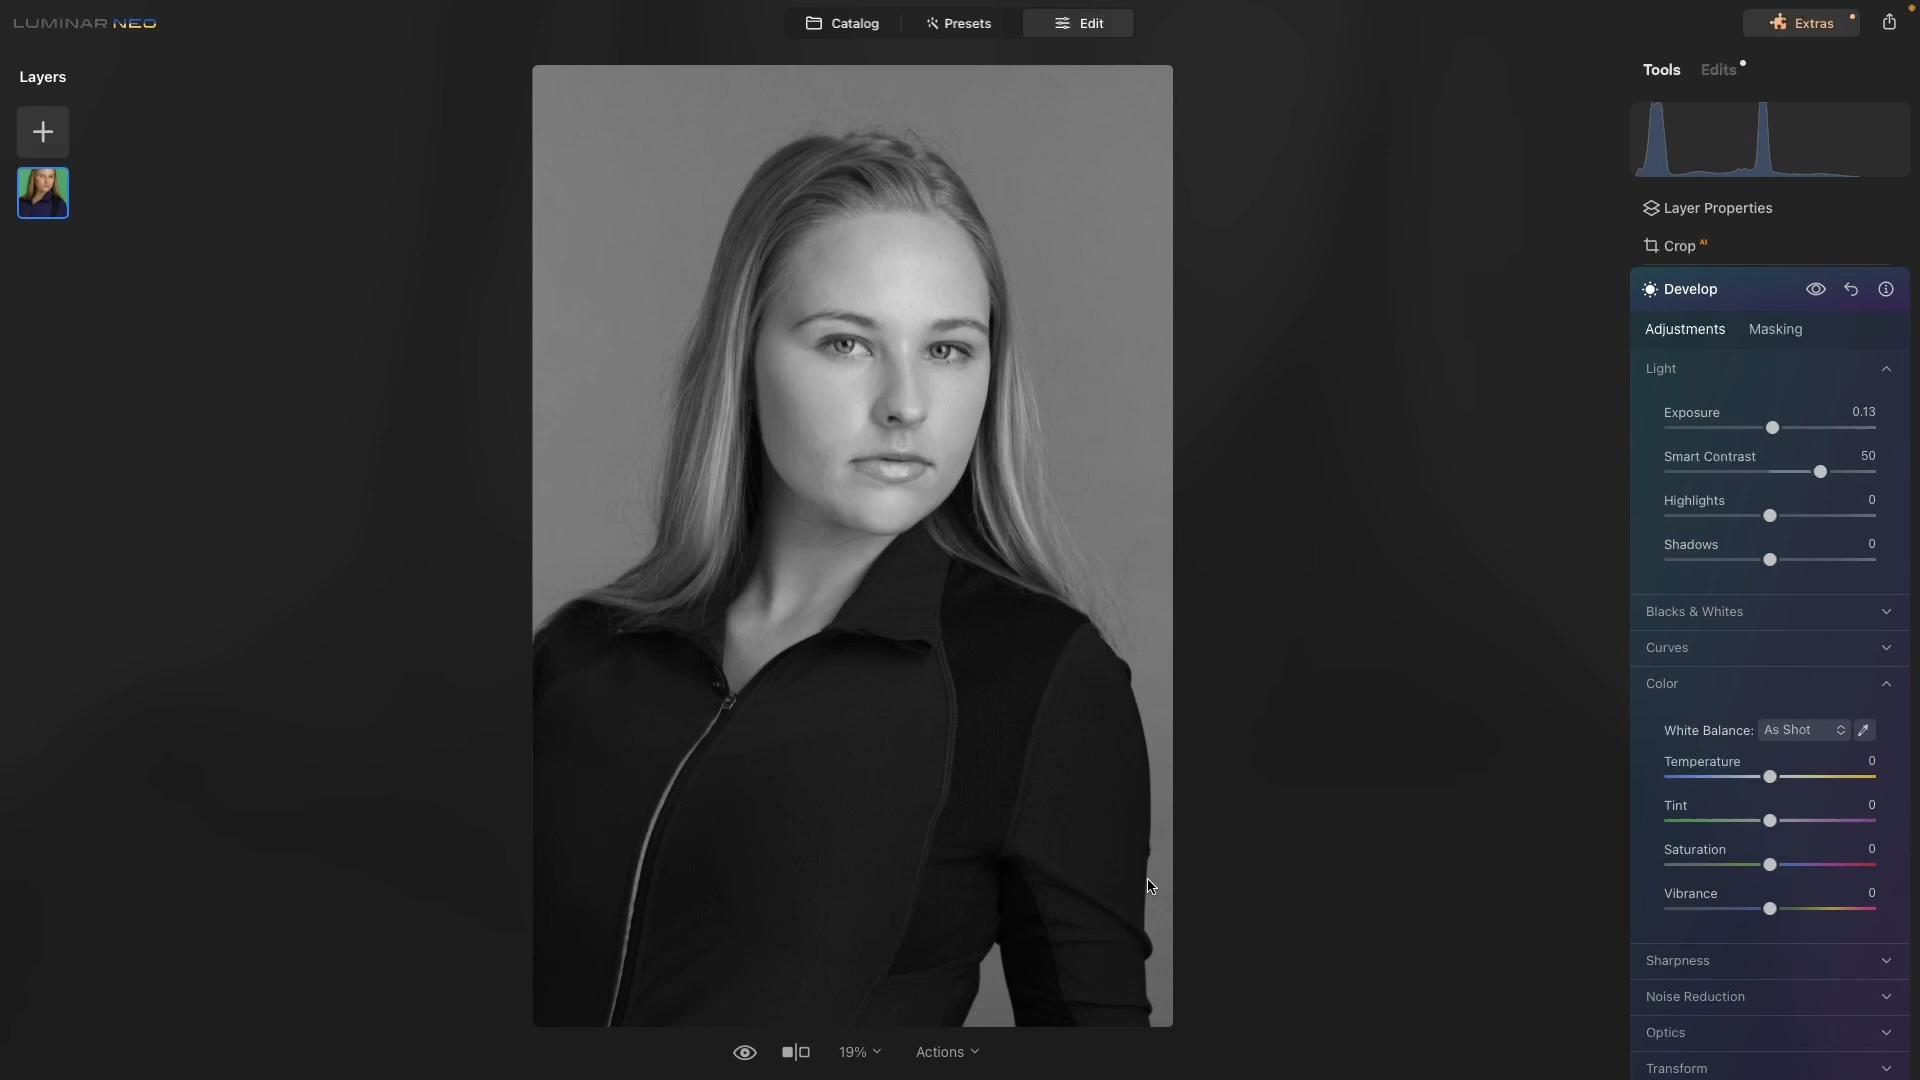 LUMINAR NEO
Catalog
Presets
Edit
Extras
Layers
Tools
Edits
Layer Properties
Crop AI
Develop
Adjustments
Masking
Light
Exposure 0.13
Smart Contrast 50
Highlights 0
Shadows 0
Blacks & Whites
Curves
Color
White Balance: As Shot
Temperature 0
Tint 0
Saturation 0
Vibrance 0
Sharpness
Noise Reduction
Optics
Transform
19%
Actions